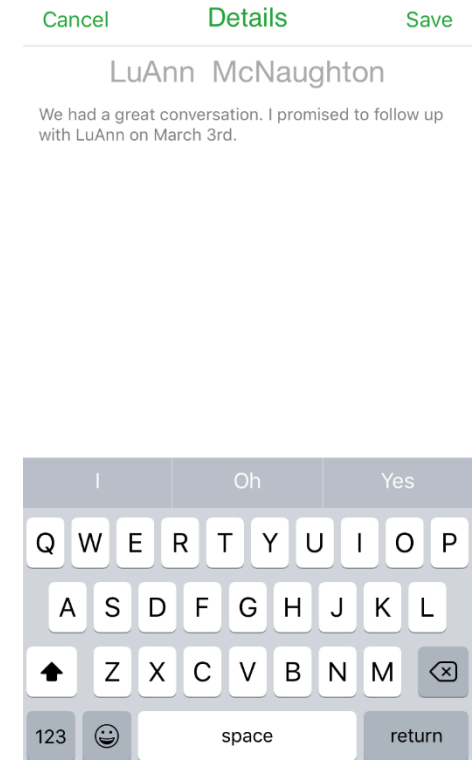 Cancel Details Save
LuAnn McNaughton
We had a great conversation. I promised to follow up
with LuAnn on March 3rd.
I Oh Yes
Q W E R T Y U I O P
A S D F G H J K L
Z X C V B N M
123 space return